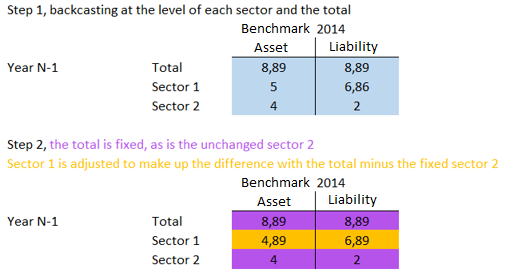 Step 1, backcasting at the level of each sector and the total
Benchmark 2014
Asset Liability
Year N-1 Total 8,89 8,89
Sector 1 5 6,86
Sector 2 4 2
Step 2, the total is fixed, as is the unchanged sector 2
Sector 1 is adjusted to make up the difference with the total minus the fixed sector 2
Benchmark 2014
Asset Liability
Year N-1 Total 8,89 8,89
Sector 1 4,89 6,89
Sector 2 4 2